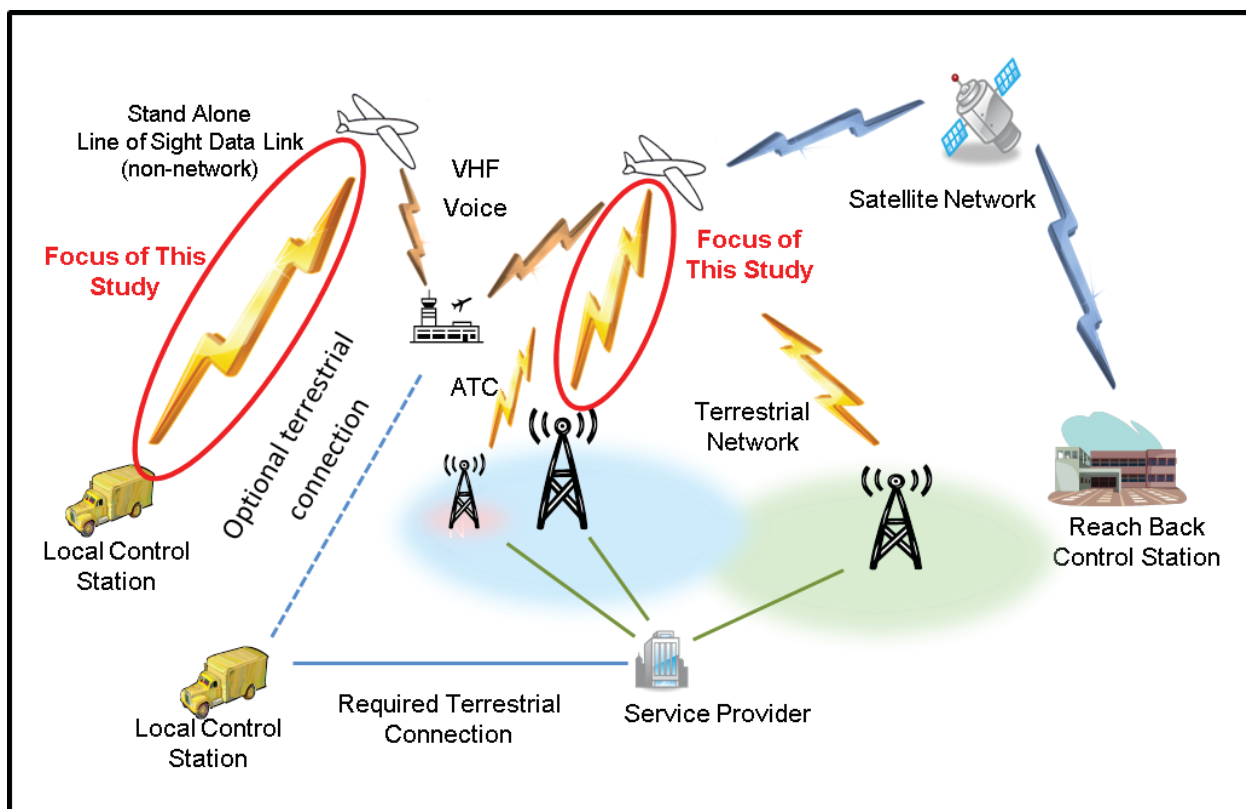 Stand Alone
Line of Sight Data Link
(non-network)
VHF
Voice
Satellite Network
Focus of This
Study
Focus of
This Study
ATC
Terrestrial
Network
Optional terrestrial
connection
Local Control
Station
Reach Back
Control Station
Local Control
Station
Required Terrestrial
Connection
Service Provider